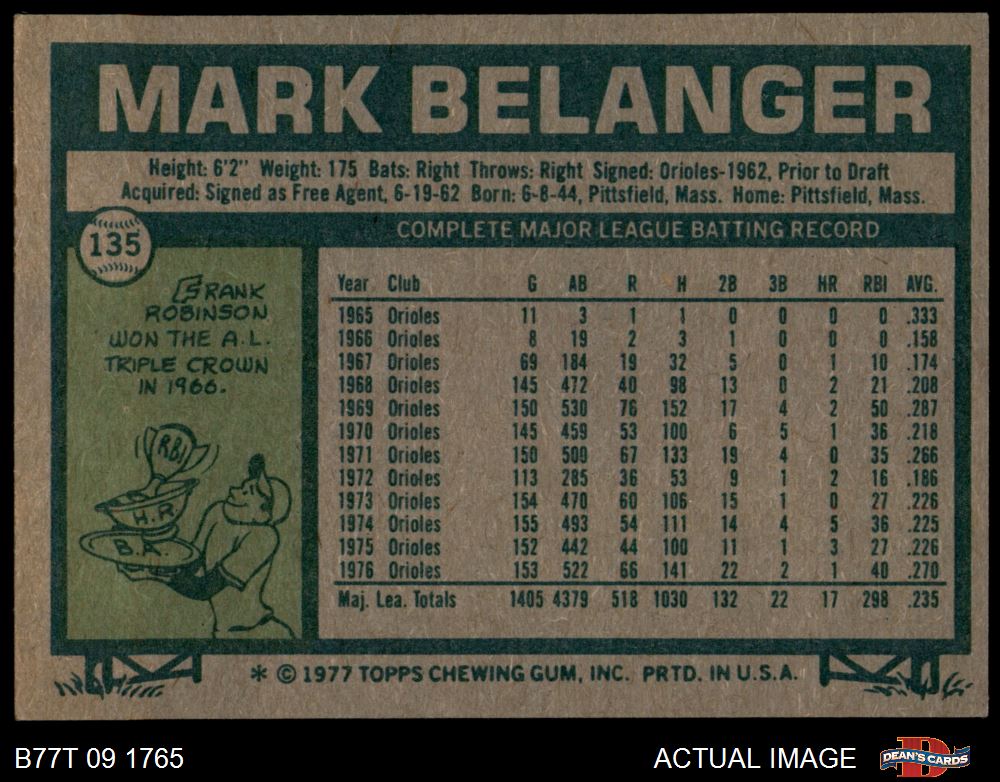 MARK BELANGER
Height: 6'2" Weight: 175 Bats: Right Throws: Right Signed: Orioles-1962, Prior to Draft
Acquired: Signed as Free Agent, 6-19-62 Born: 6-8-44, Pittsfield, Mass. Home: Pittsfield, Mass.
135
COMPLETE MAJOR LEAGUE BATTING RECORD
FRANK
ROBINSON
WON THE A.L.
TRIPLE CROWN
IN 1966.
RBI
H.R
B.A.
Year Club G AB R H 2B 3B HR RBI AVG.
1965 Orioles 11 3 1 1 0 0 0 0 .333
1966 Orioles 8 19 2 3 1 0 0 0 .158
1967 Orioles 69 184 19 32 5 0 1 10 .174
1968 Orioles 145 472 40 98 13 0 2 21 .208
1969 Orioles 150 530 76 152 17 4 2 50 .287
1970 Orioles 145 459 53 100 6 5 1 36 .218
1971 Orioles 150 500 67 133 19 4 0 35 .266
1972 Orioles 113 285 36 53 9 1 2 16 .186
1973 Orioles 154 470 60 106 15 1 0 27 .226
1974 Orioles 155 493 54 111 14 4 5 36 .225
1975 Orioles 152 442 44 100 11 1 3 27 .226
1976 Orioles 153 522 66 141 22 2 1 40 .270
Maj. Lea. Totals 1405 4379 518 1030 132 22 17 298 .235
* © 1977 TOPPS CHEWING GUM, INC. PRTD. IN U.S.A.
B77T 09 1765
ACTUAL IMAGE
DEAN'S CARDS